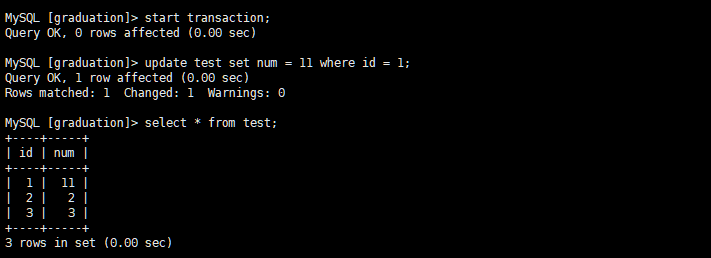 MySQL [graduation]> start transaction;
Query OK, 0 rows affected (0.00 sec)
MySQL [graduation]> update test set num = 11 where id = 1;
Query OK, 1 row affected (0.00 sec)
Rows matched: 1  Changed: 1  Warnings: 0
MySQL [graduation]> select * from test;
+----+-----+
| id | num |
+----+-----+
|  1 |  11 |
|  2 |   2 |
|  3 |   3 |
+----+-----+
3 rows in set (0.00 sec)